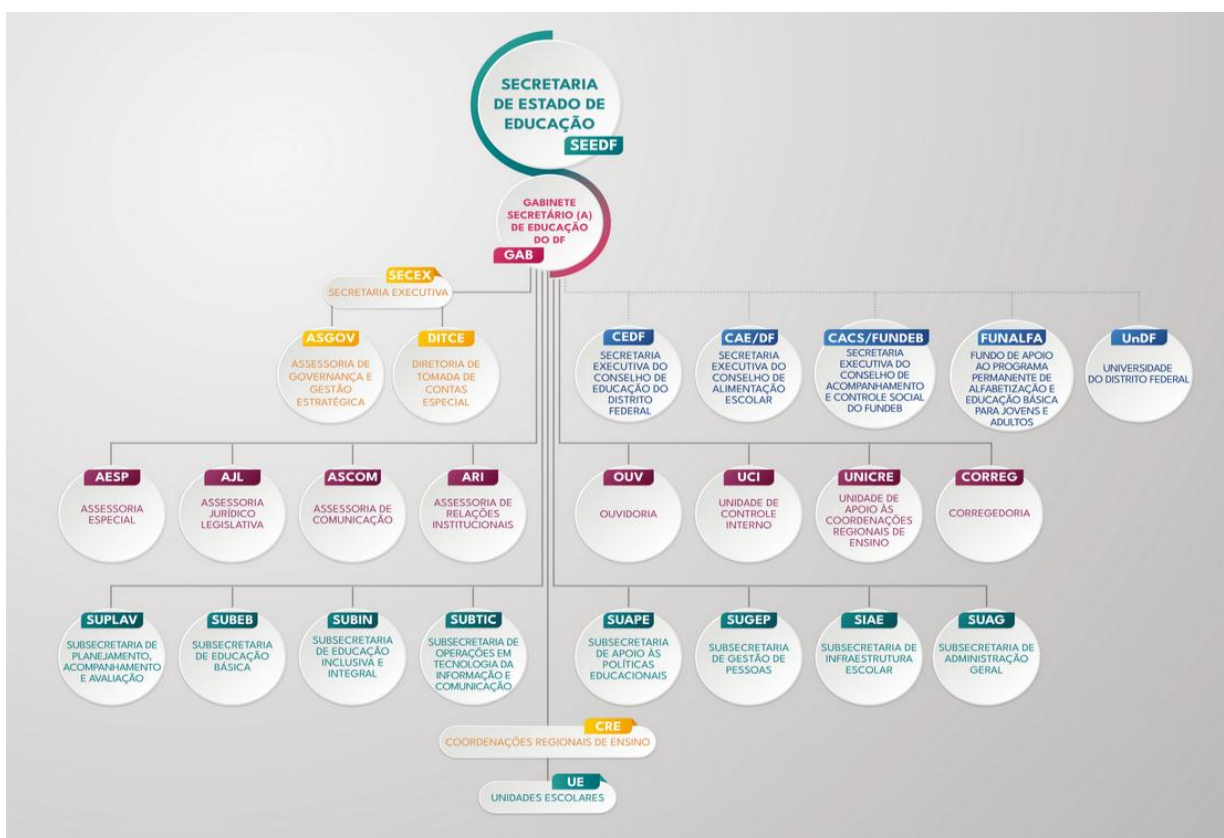 SECRETARIA
DE ESTADO DE
EDUCAÇÃO
SEEDF
GABINETE
SECRETÁRIO (A)
DE EDUCAÇÃO
DO DF
GAB
SECEX
SECRETARIA EXECUTIVA
ASGOV
ASSESSORIA DE
GOVERNANÇA E
GESTÃO
ESTRATÉGICA
DITCE
DIRETORIA DE
TOMADA DE
CONTAS
ESPECIAL
CEDF
SECRETARIA
EXECUTIVA DO
CONSELHO DE
EDUCAÇÃO DO
DISTRITO
FEDERAL
CAE/DF
SECRETARIA
EXECUTIVA DO
CONSELHO DE
ALIMENTAÇÃO
ESCOLAR
CACS/FUNDEB
SECRETARIA
EXECUTIVA DO
CONSELHO DE
ACOMPANHAMENTO
E CONTROLE SOCIAL
DO FUNDEB
FUNALFA
FUNDO DE APOIO
AO PROGRAMA
PERMANENTE DE
ALFABETIZAÇÃO E
EDUCAÇÃO BÁSICA
PARA JOVENS E
ADULTOS
UnDF
UNIVERSIDADE
DO DISTRITO FEDERAL
AESP
ASSESSORIA
ESPECIAL
AJL
ASSESSORIA
JURÍDICO
LEGISLATIVA
ASCOM
ASSESSORIA DE
COMUNICAÇÃO
ARI
ASSESSORIA DE
RELAÇÕES
INSTITUCIONAIS
OUV
OUVIDORIA
UCI
UNIDADE DE
CONTROLE
INTERNO
UNICRE
UNIDADE DE
APOIO ÀS
COORDENAÇÕES
REGIONAIS DE
ENSINO
CORREG
CORREGEDORIA
SUPLAV
SUBSECRETARIA DE
PLANEJAMENTO,
ACOMPANHAMENTO
E AVALIAÇÃO
SUBEB
SUBSECRETARIA
DE EDUCAÇÃO
BÁSICA
SUBIN
SUBSECRETARIA
DE EDUCAÇÃO
INCLUSIVA E
INTEGRAL
SUBTIC
SUBSECRETARIA DE
OPERAÇÕES EM
TECNOLOGIA DA
INFORMAÇÃO E
COMUNICAÇÃO
SUAPE
SUBSECRETARIA
DE APOIO ÀS
POLÍTICAS
EDUCACIONAIS
SUGEP
SUBSECRETARIA
DE GESTÃO DE
PESSOAS
SIAE
SUBSECRETARIA DE
INFRAESTRUTURA
ESCOLAR
SUAG
SUBSECRETARIA DE
ADMINISTRAÇÃO
GERAL
CRE
COORDENAÇÕES REGIONAIS DE ENSINO
UE
UNIDADES ESCOLARES